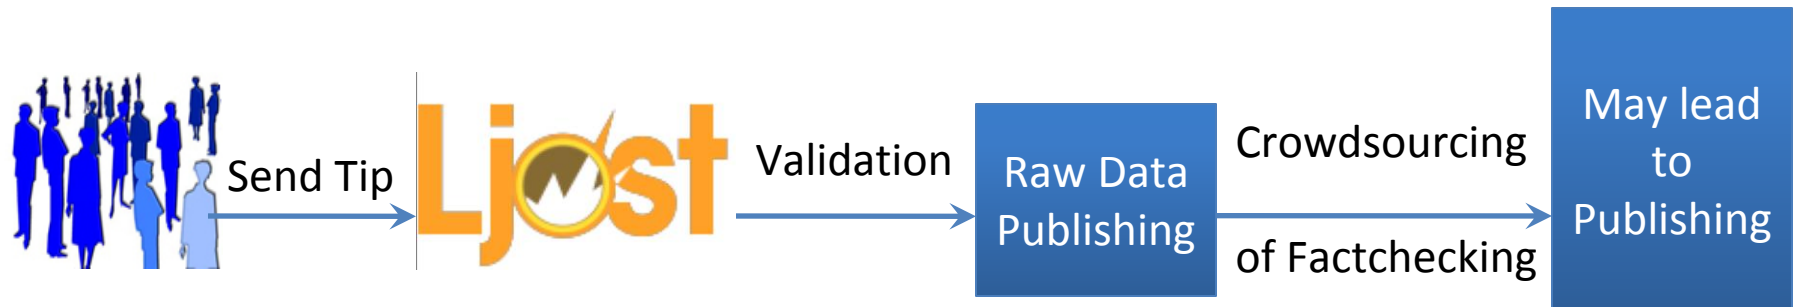 Send Tip
Ljost
Validation
Raw Data
Publishing
Crowdsourcing
of Factchecking
May lead
to
Publishing